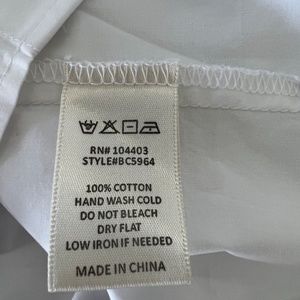 RN# 104403
STYLE#BC5964
100% COTTON
HAND WASH COLD
DO NOT BLEACH
DRY FLAT
LOW IRON IF NEEDED
MADE IN CHINA